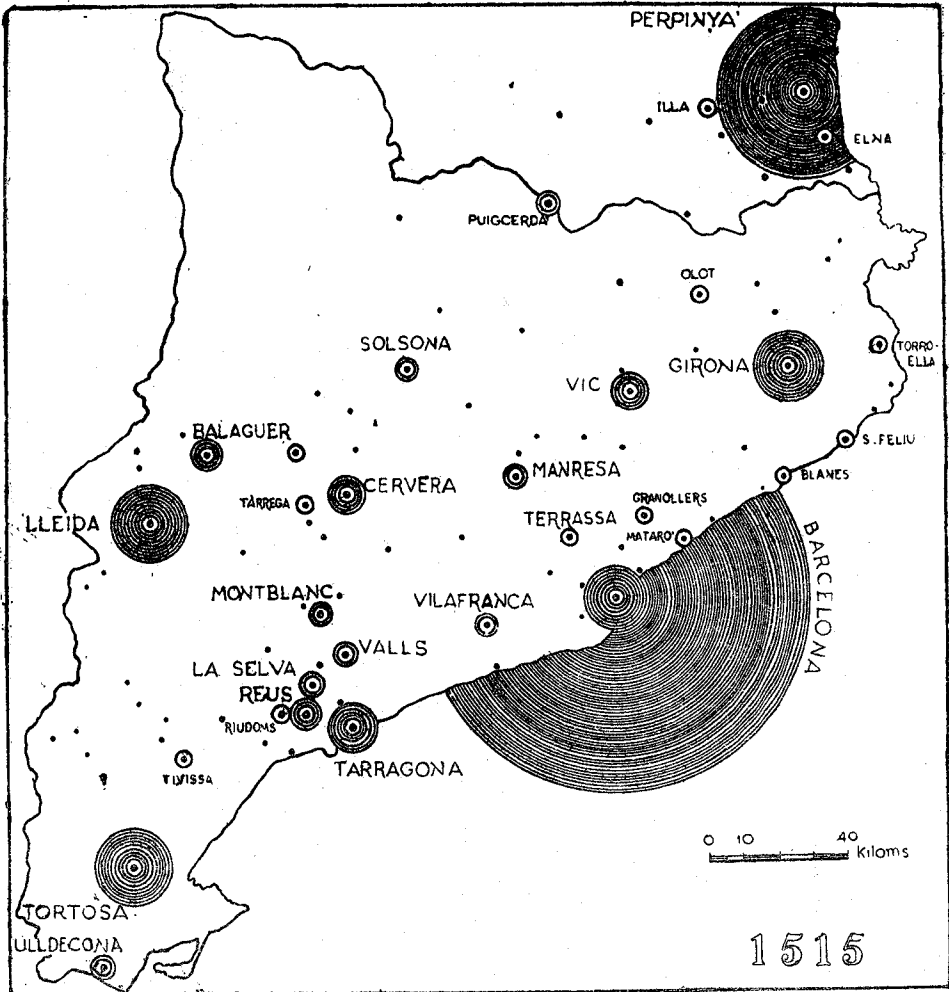 PERPINYA'
ILLA
ELNA
PUIGCERDA'
OLOT
SOLSONA
GIRONA
TORRO-
ELLA
VIC
BALAGUER
S. FELIU
MANRESA
BLANES
CERVERA
TÀRREGA
GRANOLLERS
LLEIDA
TERRASSA
MATARO'
BARCELONA
MONTBLANC
VILAFRANCA
VALLS
LA SELVA
REUS
RIUDOMS
TARRAGONA
TIVISSA
0 10 40
Kiloms
TORTOSA
ULLDECONA
1515